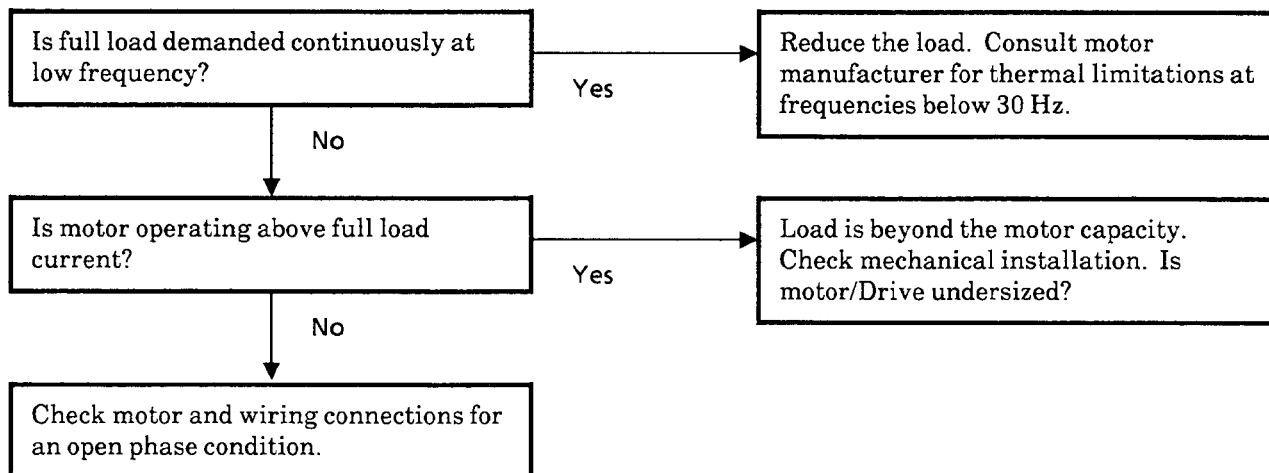 Is full load demanded continuously at
low frequency?
Yes
Reduce the load. Consult motor
manufacturer for thermal limitations at
frequencies below 30 Hz.
No
Is motor operating above full load
current?
Yes
Load is beyond the motor capacity.
Check mechanical installation. Is
motor/Drive undersized?
No
Check motor and wiring connections for
an open phase condition.